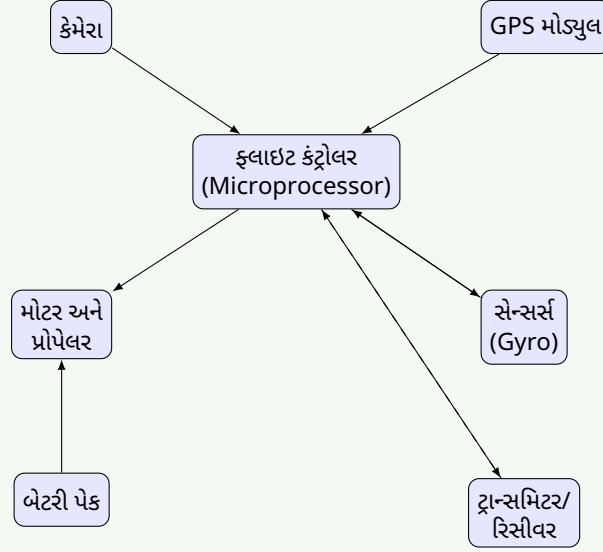 કેમેરા
GPS મોડ્યુલ
ફ્લાઇટ કંટ્રોલર
(Microprocessor)
મોટર અને
પ્રોપેલર
સેન્સર્સ
(Gyro)
બેટરી પેક
ટ્રાન્સમિટર/
રિસીવર